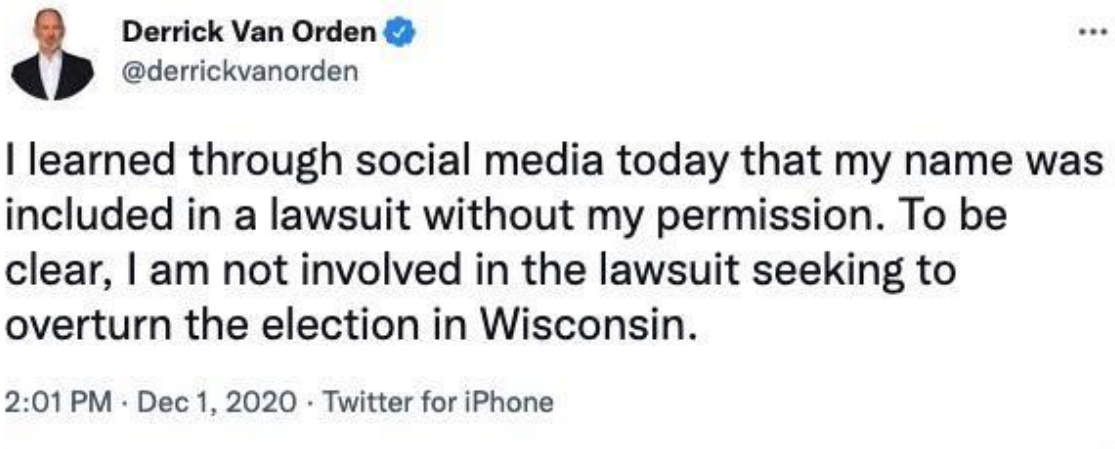 Derrick Van Orden
@derrickvanorden
I learned through social media today that my name was
included in a lawsuit without my permission. To be
clear, I am not involved in the lawsuit seeking to
overturn the election in Wisconsin.
2:01 PM · Dec 1, 2020 · Twitter for iPhone